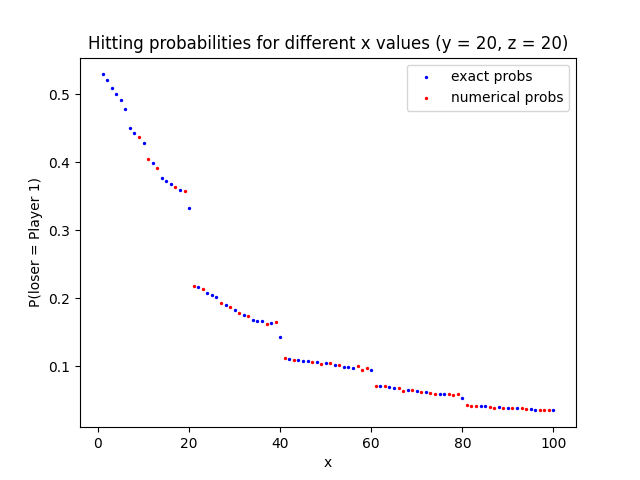 Hitting probabilities for different x values (y = 20, z = 20)
exact probs
numerical probs
P(loser = Player 1)
0.5
0.4
0.3
0.2
0.1
0 20 40 60 80 100
x